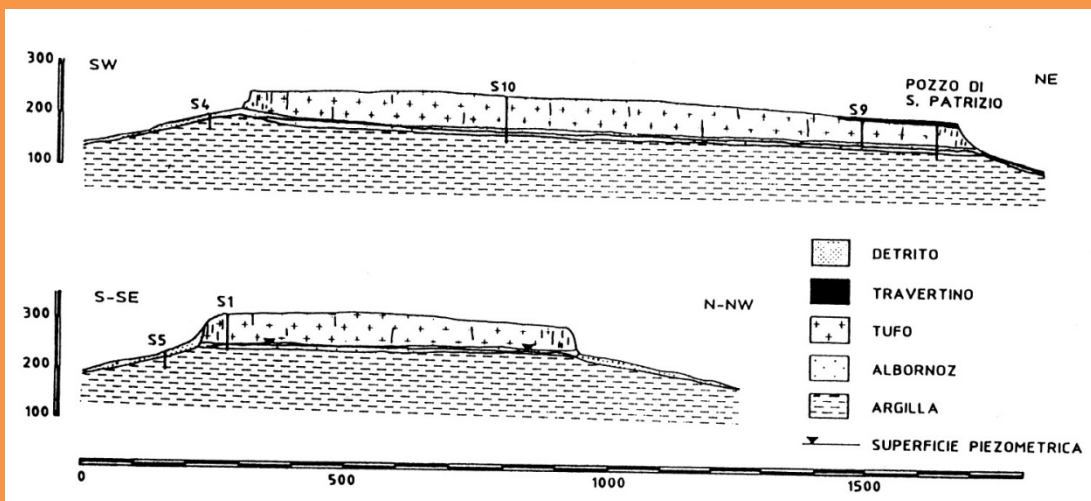 300
200
100
SW
S4
S10
S9
POZZO DI
S. PATRIZIO
NE
300
200
100
S-SE
S5
S1
N-NW
DETRITO
TRAVERTINO
TUFO
ALBORNOZ
ARGILLA
SUPERFICIE PIEZOMETRICA
0
500
1000
1500